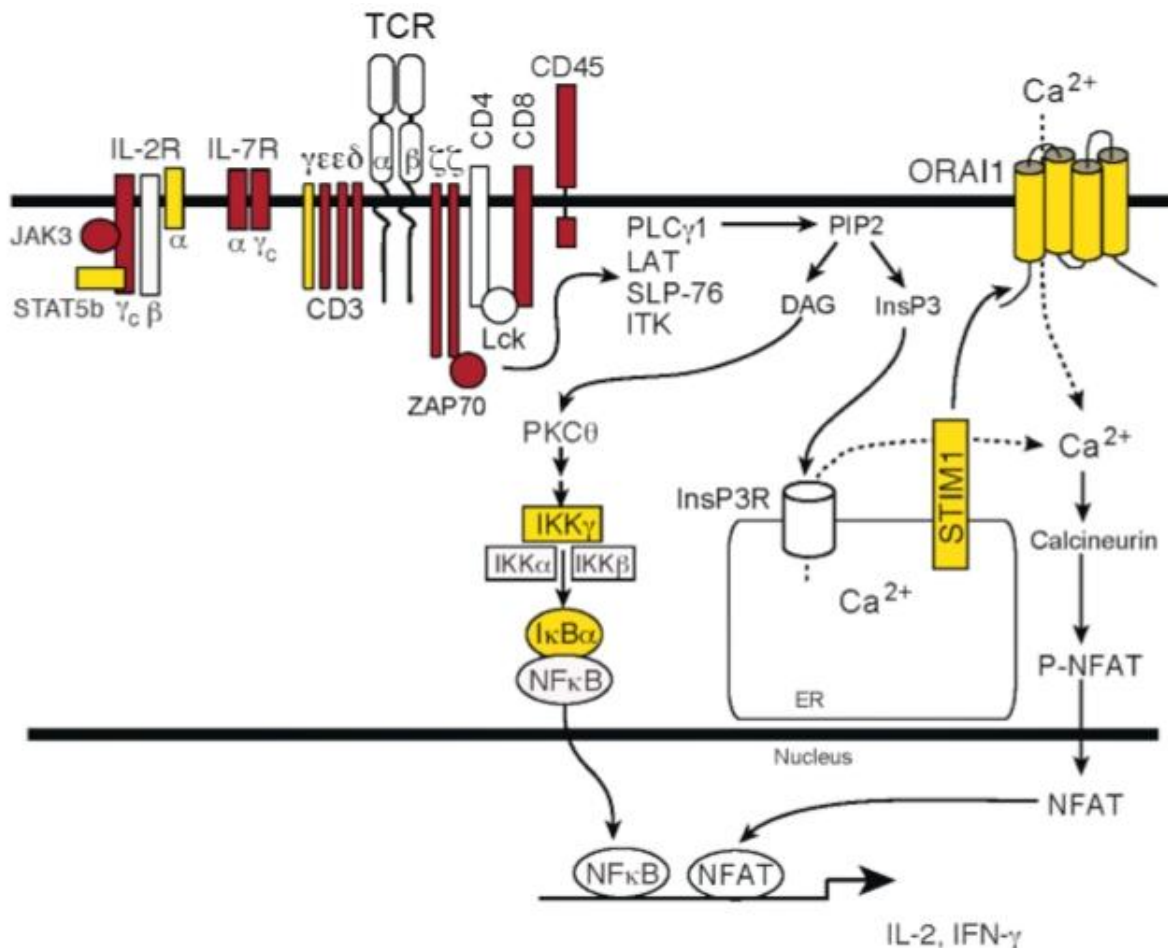 TCR
CD45
CD4
CD8
Ca2+
IL-2R
IL-7R
γεεδ
α
β
ζζ
ORAI1
JAK3
α
α
γc
STAT5b
γc
β
CD3
Lck
ZAP70
PLCγ1
LAT
SLP-76
ITK
PIP2
DAG
InsP3
PKCθ
IKKγ
IKKα
IKKβ
IκBα
NFκB
InsP3R
STIM1
Ca2+
Ca2+
ER
Calcineurin
P-NFAT
Nucleus
NFAT
NFκB
NFAT
IL-2, IFN-γ